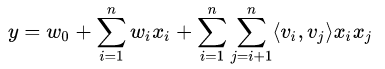 y = w_0 + \sum_{i=1}^{n} w_i x_i + \sum_{i=1}^{n} \sum_{j=i+1}^{n} \langle v_i, v_j \rangle x_i x_j